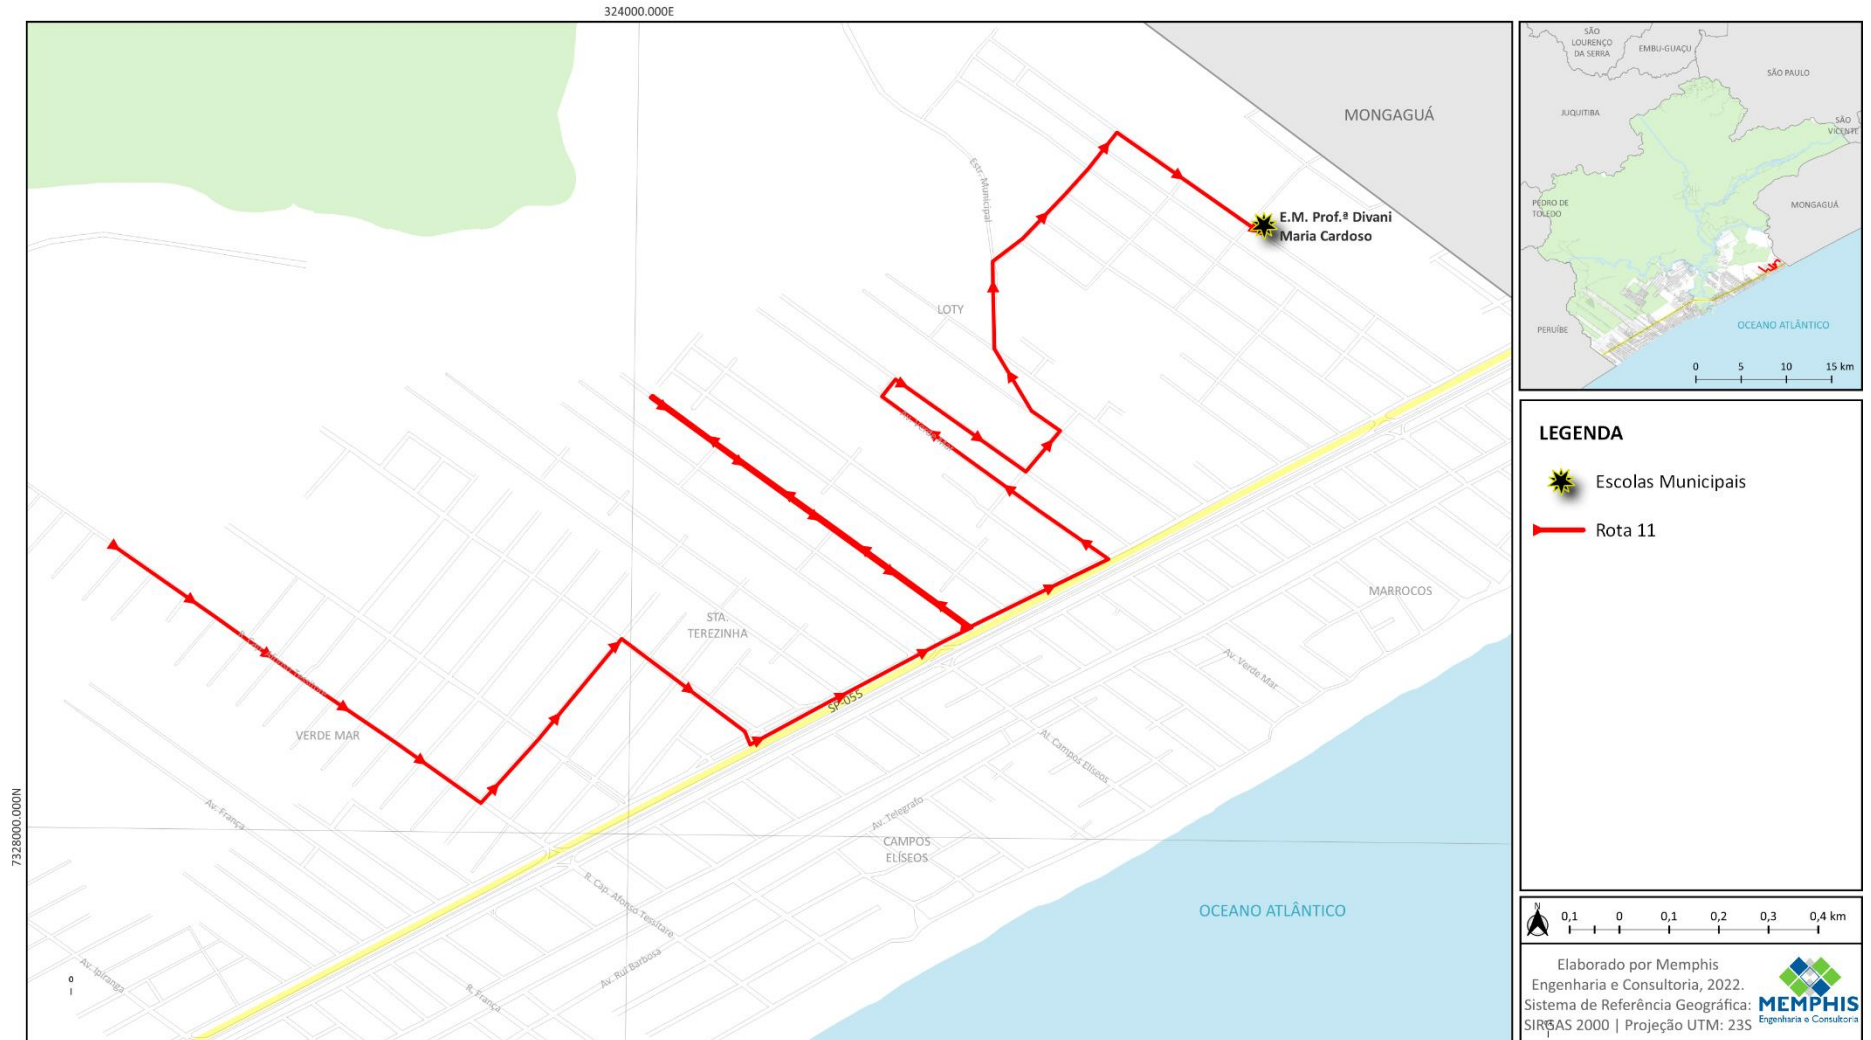 324000.000E
7328000.000N
MONGAGUÁ
Estr. Municipal
E.M. Prof.ª Divani
Maria Cardoso
LOTY
STA.
TEREZINHA
VERDE MAR
SP-055
MARROCOS
Av. Verde Mar
Al. Campos Elíseos
Av. Telegrafo
CAMPOS
ELÍSEOS
Av. França
R. Cap. Afonso Tessitare
Av. Rui Barbosa
R. França
Av. Ipiranga
OCEANO ATLÂNTICO
0
SÃO
LOURENÇO
DA SERRA
EMBU-GUAÇU
SÃO PAULO
JUQUITIBA
SÃO
VICENTE
PEDRO DE
TOLEDO
MONGAGUÁ
PERUÍBE
OCEANO ATLÂNTICO
0 5 10 15 km
LEGENDA
Escolas Municipais
Rota 11
N
0,1 0 0,1 0,2 0,3 0,4 km
Elaborado por Memphis
Engenharia e Consultoria, 2022.
Sistema de Referência Geográfica:
SIRGAS 2000 | Projeção UTM: 23S
MEMPHIS
Engenharia e Consultoria